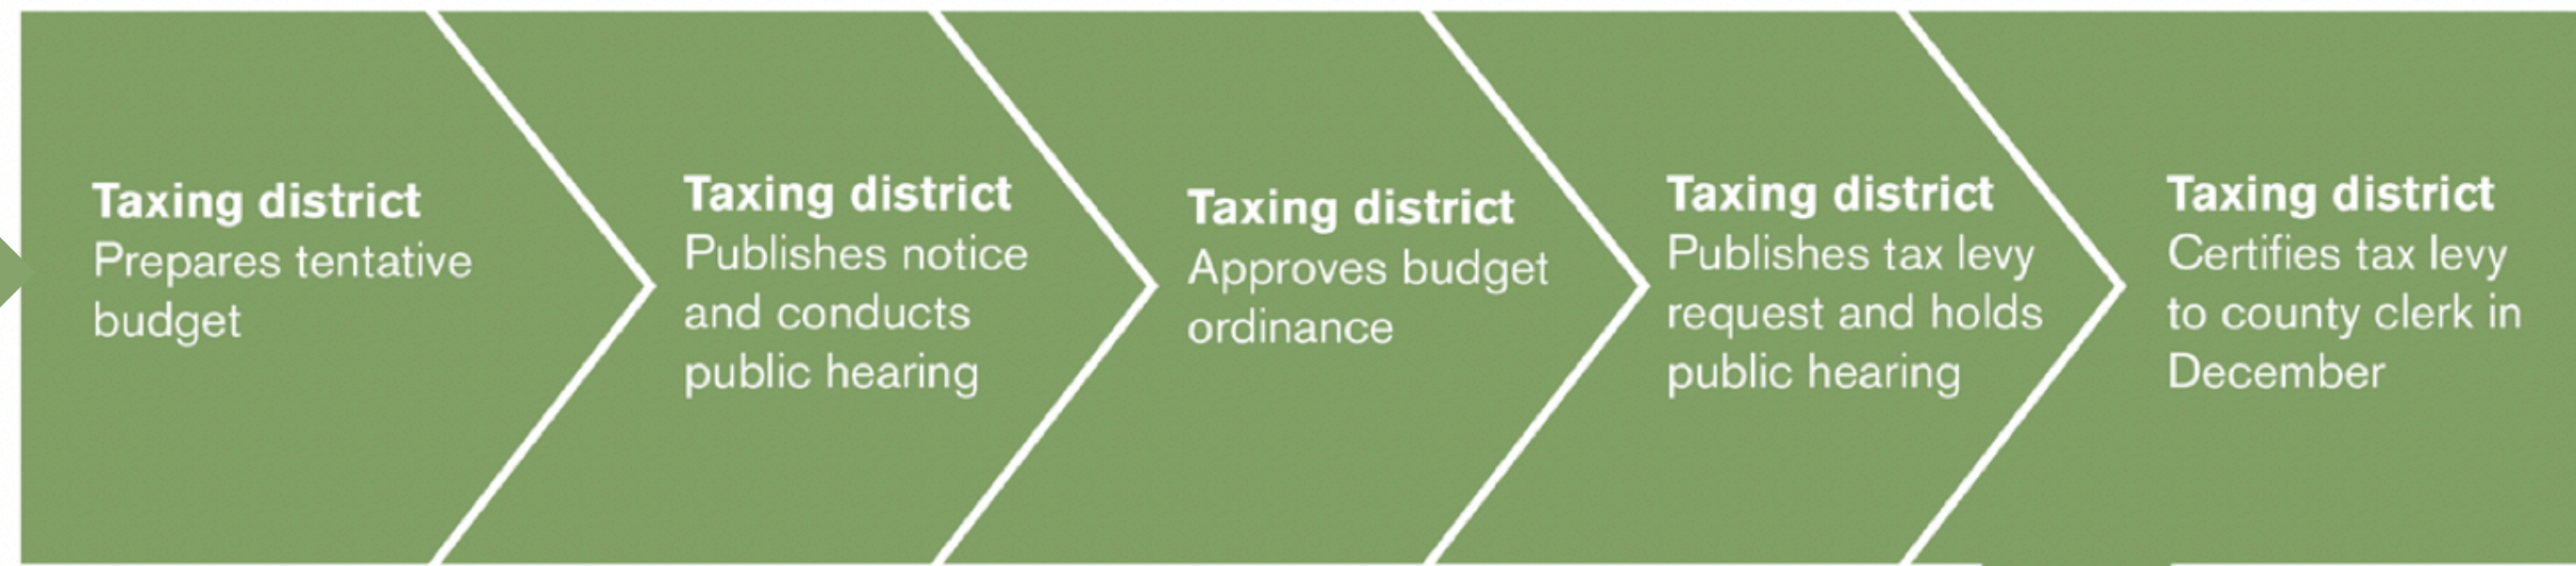 Taxing district
Prepares tentative
budget
Taxing district
Publishes notice
and conducts
public hearing
Taxing district
Approves budget
ordinance
Taxing district
Publishes tax levy
request and holds
public hearing
Taxing district
Certifies tax levy
to county clerk in
December